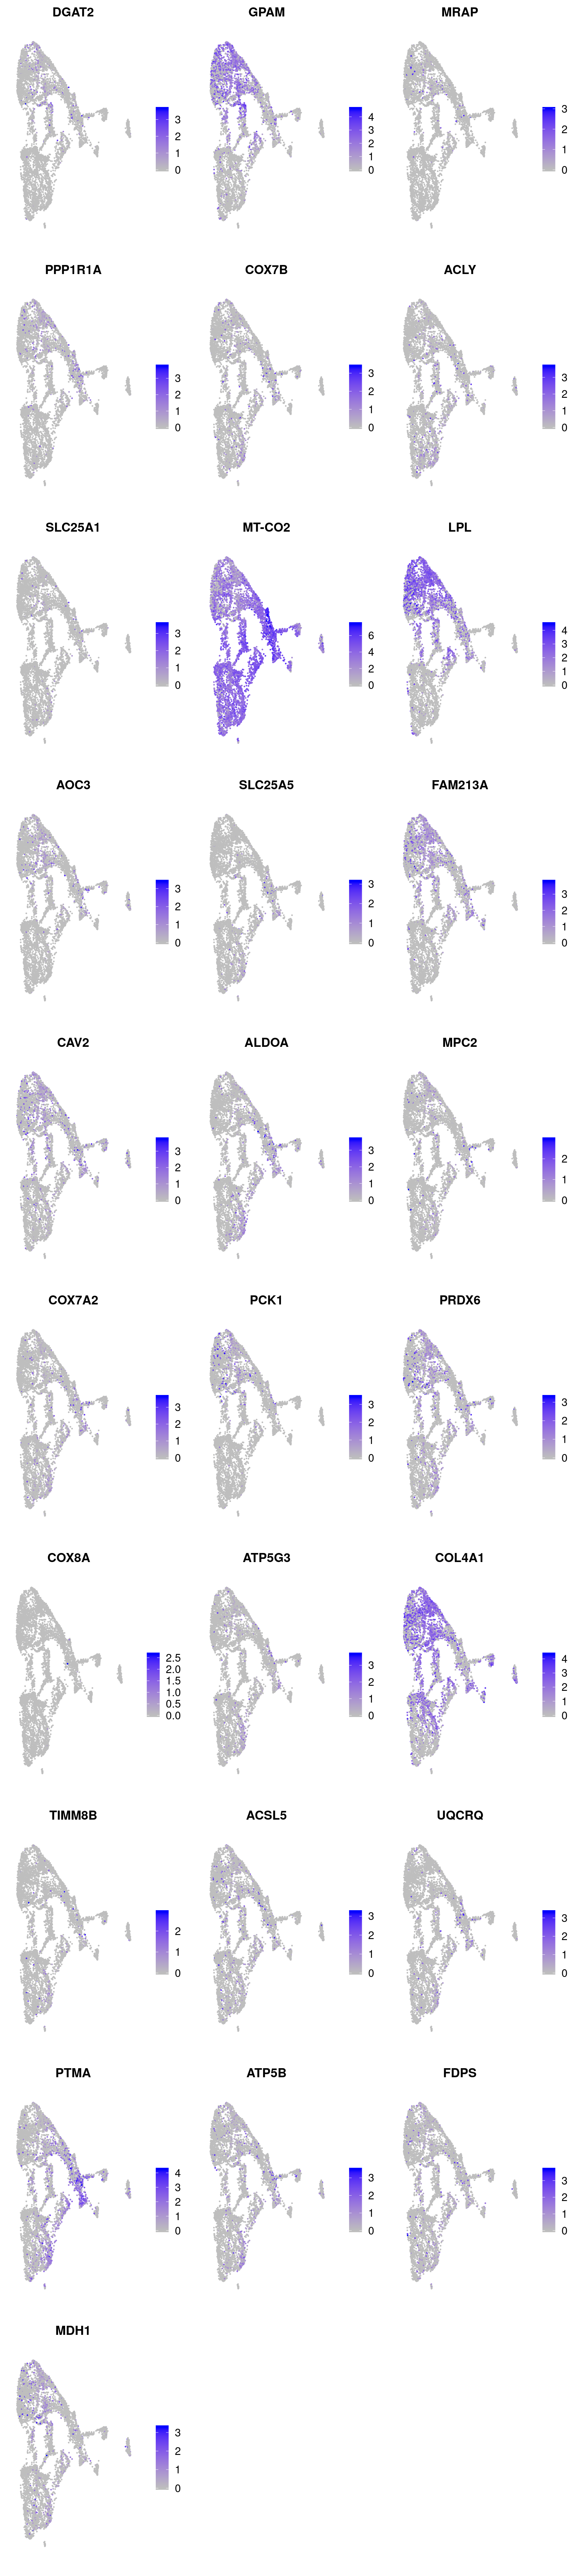 DGAT2 GPAM MRAP
3 2 1 0 4 3 2 1 0 3 2 1 0
PPP1R1A COX7B ACLY
3 2 1 0 3 2 1 0 3 2 1 0
SLC25A1 MT-CO2 LPL
3 2 1 0 6 4 2 0 4 3 2 1 0
AOC3 SLC25A5 FAM213A
3 2 1 0 3 2 1 0 3 2 1 0
CAV2 ALDOA MPC2
3 2 1 0 3 2 1 0 2 1 0
COX7A2 PCK1 PRDX6
3 2 1 0 3 2 1 0 3 2 1 0
COX8A ATP5G3 COL4A1
2.5 2.0 1.5 1.0 0.5 0.0 3 2 1 0 4 3 2 1 0
TIMM8B ACSL5 UQCRQ
2 1 0 3 2 1 0 3 2 1 0
PTMA ATP5B FDPS
4 3 2 1 0 3 2 1 0 3 2 1 0
MDH1
3 2 1 0